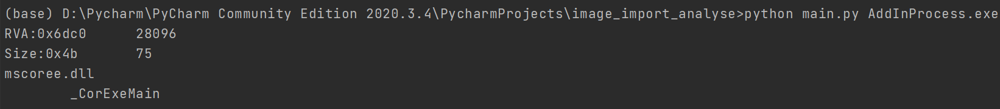 (base) D:\Pycharm\PyCharm Community Edition 2020.3.4\PycharmProjects\image_import_analyse>python main.py AddInProcess.exe
RVA:0x6dc0      28096
Size:0x4b       75
mscoree.dll
        _CorExeMain